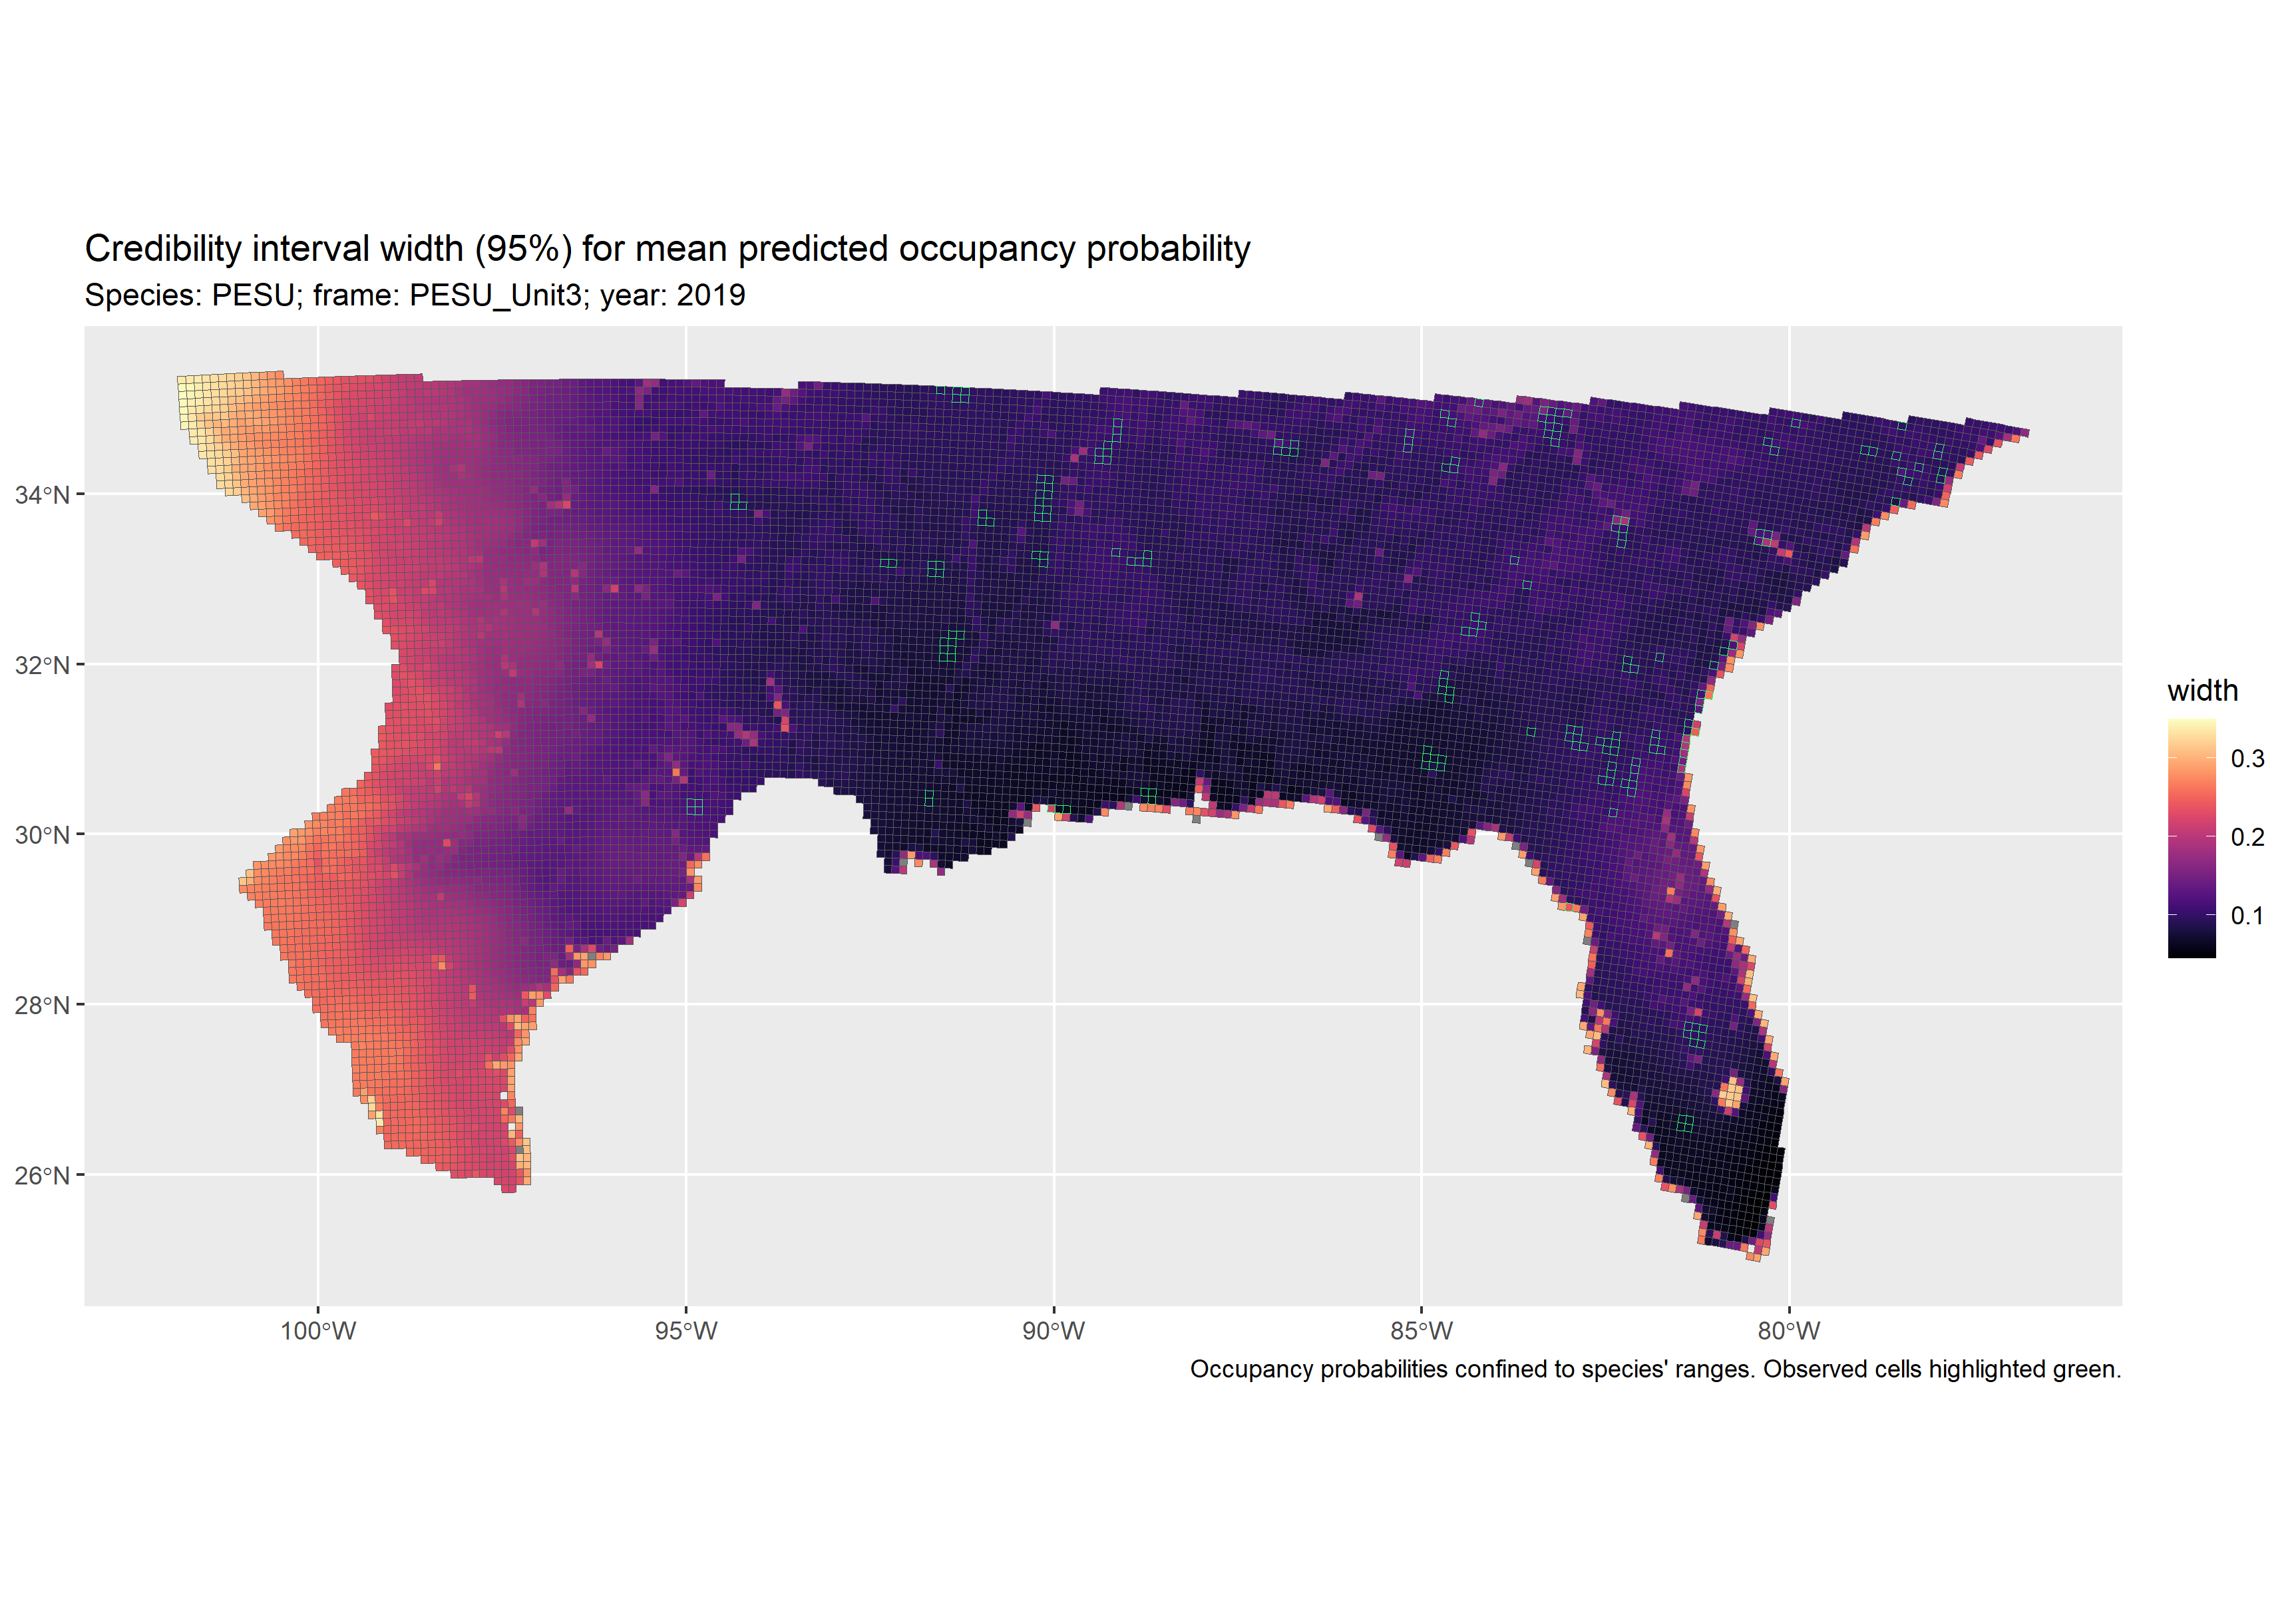 Credibility interval width (95%) for mean predicted occupancy probability
Species: PESU; frame: PESU_Unit3; year: 2019
34°N
32°N
30°N
28°N
26°N
100°W
95°W
90°W
85°W
80°W
width
0.3
0.2
0.1
Occupancy probabilities confined to species' ranges. Observed cells highlighted green.